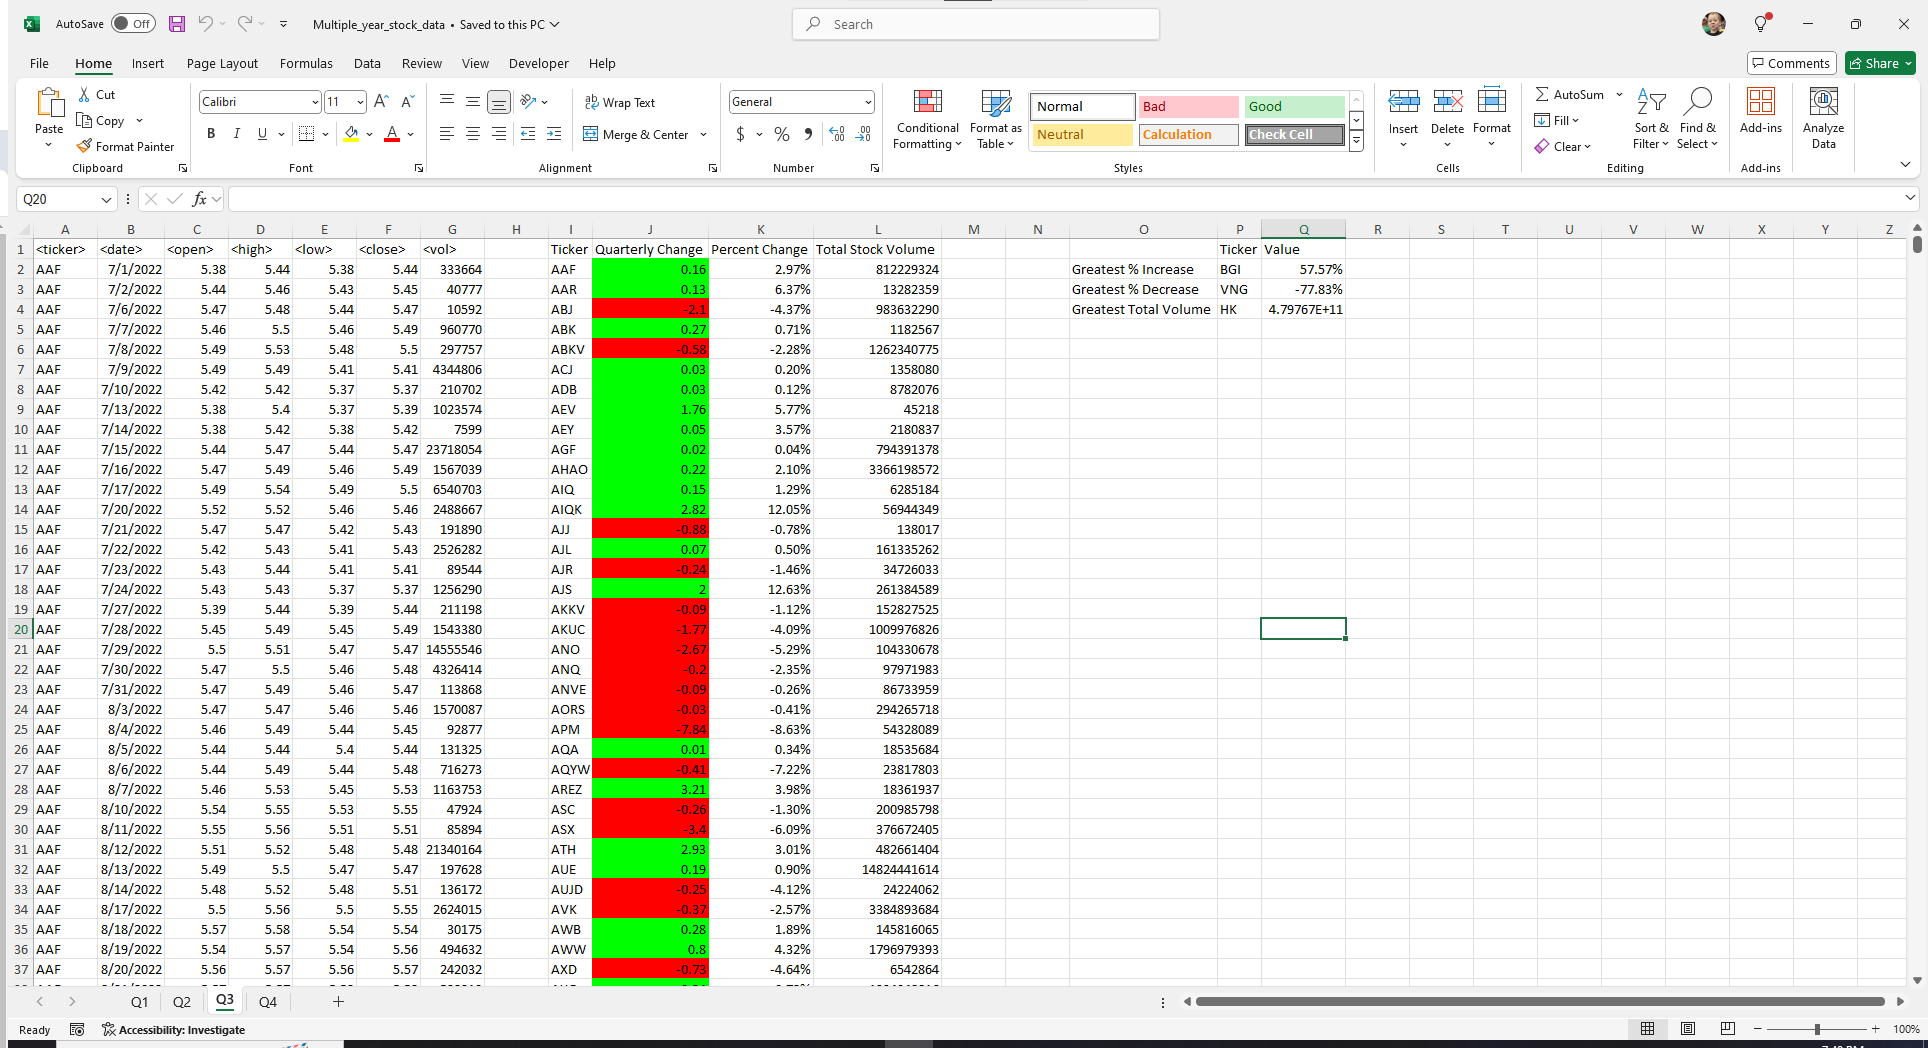 AutoSave Off Multiple_year_stock_data • Saved to this PC Search
File Home Insert Page Layout Formulas Data Review View Developer Help Comments Share
Paste Cut Copy Format Painter Clipboard
Calibri 11 B I U A Font
Wrap Text Merge & Center Alignment
General $ % Number
Conditional Formatting Format as Table Normal Bad Good Neutral Calculation Check Cell Styles
Insert Delete Format Cells
AutoSum Fill Clear Sort & Filter Find & Select Editing
Add-ins Add-ins Analyze Data
Q20 fx
A B C D E F G H I J K L M N O P Q R S T U V W X Y Z
1 <ticker> <date> <open> <high> <low> <close> <vol> Ticker Quarterly Change Percent Change Total Stock Volume Ticker Value
2 AAF 7/1/2022 5.38 5.44 5.38 5.44 333664 AAF 0.16 2.97% 812229324 Greatest % Increase BGI 57.57%
3 AAF 7/2/2022 5.44 5.46 5.43 5.45 40777 AAR 0.13 6.37% 13282359 Greatest % Decrease VNG -77.83%
4 AAF 7/6/2022 5.47 5.48 5.44 5.47 10592 ABJ -2.1 -4.37% 983632290 Greatest Total Volume HK 4.79767E+11
5 AAF 7/7/2022 5.46 5.5 5.46 5.49 960770 ABK 0.27 0.71% 1182567
6 AAF 7/8/2022 5.49 5.53 5.48 5.5 297757 ABKV -0.58 -2.28% 1262340775
7 AAF 7/9/2022 5.49 5.49 5.41 5.41 4344806 ACJ 0.03 0.20% 1358080
8 AAF 7/10/2022 5.42 5.42 5.37 5.37 210702 ADB 0.03 0.12% 8782076
9 AAF 7/13/2022 5.38 5.4 5.37 5.39 1023574 AEV 1.76 5.77% 45218
10 AAF 7/14/2022 5.38 5.42 5.38 5.42 7599 AEY 0.05 3.57% 2180837
11 AAF 7/15/2022 5.44 5.47 5.44 5.47 23718054 AGF 0.02 0.04% 794391378
12 AAF 7/16/2022 5.47 5.49 5.46 5.49 1567039 AHAO 0.22 2.10% 3366198572
13 AAF 7/17/2022 5.49 5.54 5.49 5.5 6540703 AIQ 0.15 1.29% 6285184
14 AAF 7/20/2022 5.52 5.52 5.46 5.46 2488667 AIQK 2.82 12.05% 56944349
15 AAF 7/21/2022 5.47 5.47 5.42 5.43 191890 AJJ -0.88 -0.78% 138017
16 AAF 7/22/2022 5.42 5.43 5.41 5.43 2526282 AJL 0.07 0.50% 161335262
17 AAF 7/23/2022 5.43 5.44 5.41 5.41 89544 AJR -0.24 -1.46% 34726033
18 AAF 7/24/2022 5.43 5.43 5.37 5.37 1256290 AJS 2 12.63% 261384589
19 AAF 7/27/2022 5.39 5.44 5.39 5.44 211198 AKKV -0.09 -1.12% 152827525
20 AAF 7/28/2022 5.45 5.49 5.45 5.49 1543380 AKUC -1.77 -4.09% 1009976826
21 AAF 7/29/2022 5.5 5.51 5.47 5.47 14555546 ANO -2.67 -5.29% 104330678
22 AAF 7/30/2022 5.47 5.5 5.46 5.48 4326414 ANQ -0.2 -2.35% 97971983
23 AAF 7/31/2022 5.47 5.49 5.46 5.47 113868 ANVE -0.09 -0.26% 86733959
24 AAF 8/3/2022 5.47 5.47 5.46 5.46 1570087 AORS -0.03 -0.41% 294265718
25 AAF 8/4/2022 5.46 5.49 5.44 5.45 92877 APM -7.84 -8.63% 54328089
26 AAF 8/5/2022 5.44 5.44 5.4 5.44 131325 AQA 0.01 0.34% 18535684
27 AAF 8/6/2022 5.44 5.49 5.44 5.48 716273 AQYW -0.41 -7.22% 23817803
28 AAF 8/7/2022 5.46 5.53 5.45 5.53 1163753 AREZ 3.21 3.98% 18361937
29 AAF 8/10/2022 5.54 5.55 5.53 5.55 47924 ASC -0.26 -1.30% 200985798
30 AAF 8/11/2022 5.55 5.56 5.51 5.51 85894 ASX -3.4 -6.09% 376672405
31 AAF 8/12/2022 5.51 5.52 5.48 5.48 21340164 ATH 2.93 3.01% 482661404
32 AAF 8/13/2022 5.49 5.5 5.47 5.47 197628 AUE 0.19 0.90% 14824441614
33 AAF 8/14/2022 5.48 5.52 5.48 5.51 136172 AUJD -0.25 -4.12% 24224062
34 AAF 8/17/2022 5.5 5.56 5.5 5.55 2624015 AVK -0.37 -2.57% 3384893684
35 AAF 8/18/2022 5.57 5.58 5.54 5.54 30175 AWB 0.28 1.89% 145816065
36 AAF 8/19/2022 5.54 5.57 5.54 5.56 494632 AWW 0.8 4.32% 1796979393
37 AAF 8/20/2022 5.56 5.57 5.56 5.57 242032 AXD -0.73 -4.64% 6542864
Q1 Q2 Q3 Q4
Ready Accessibility: Investigate 100%